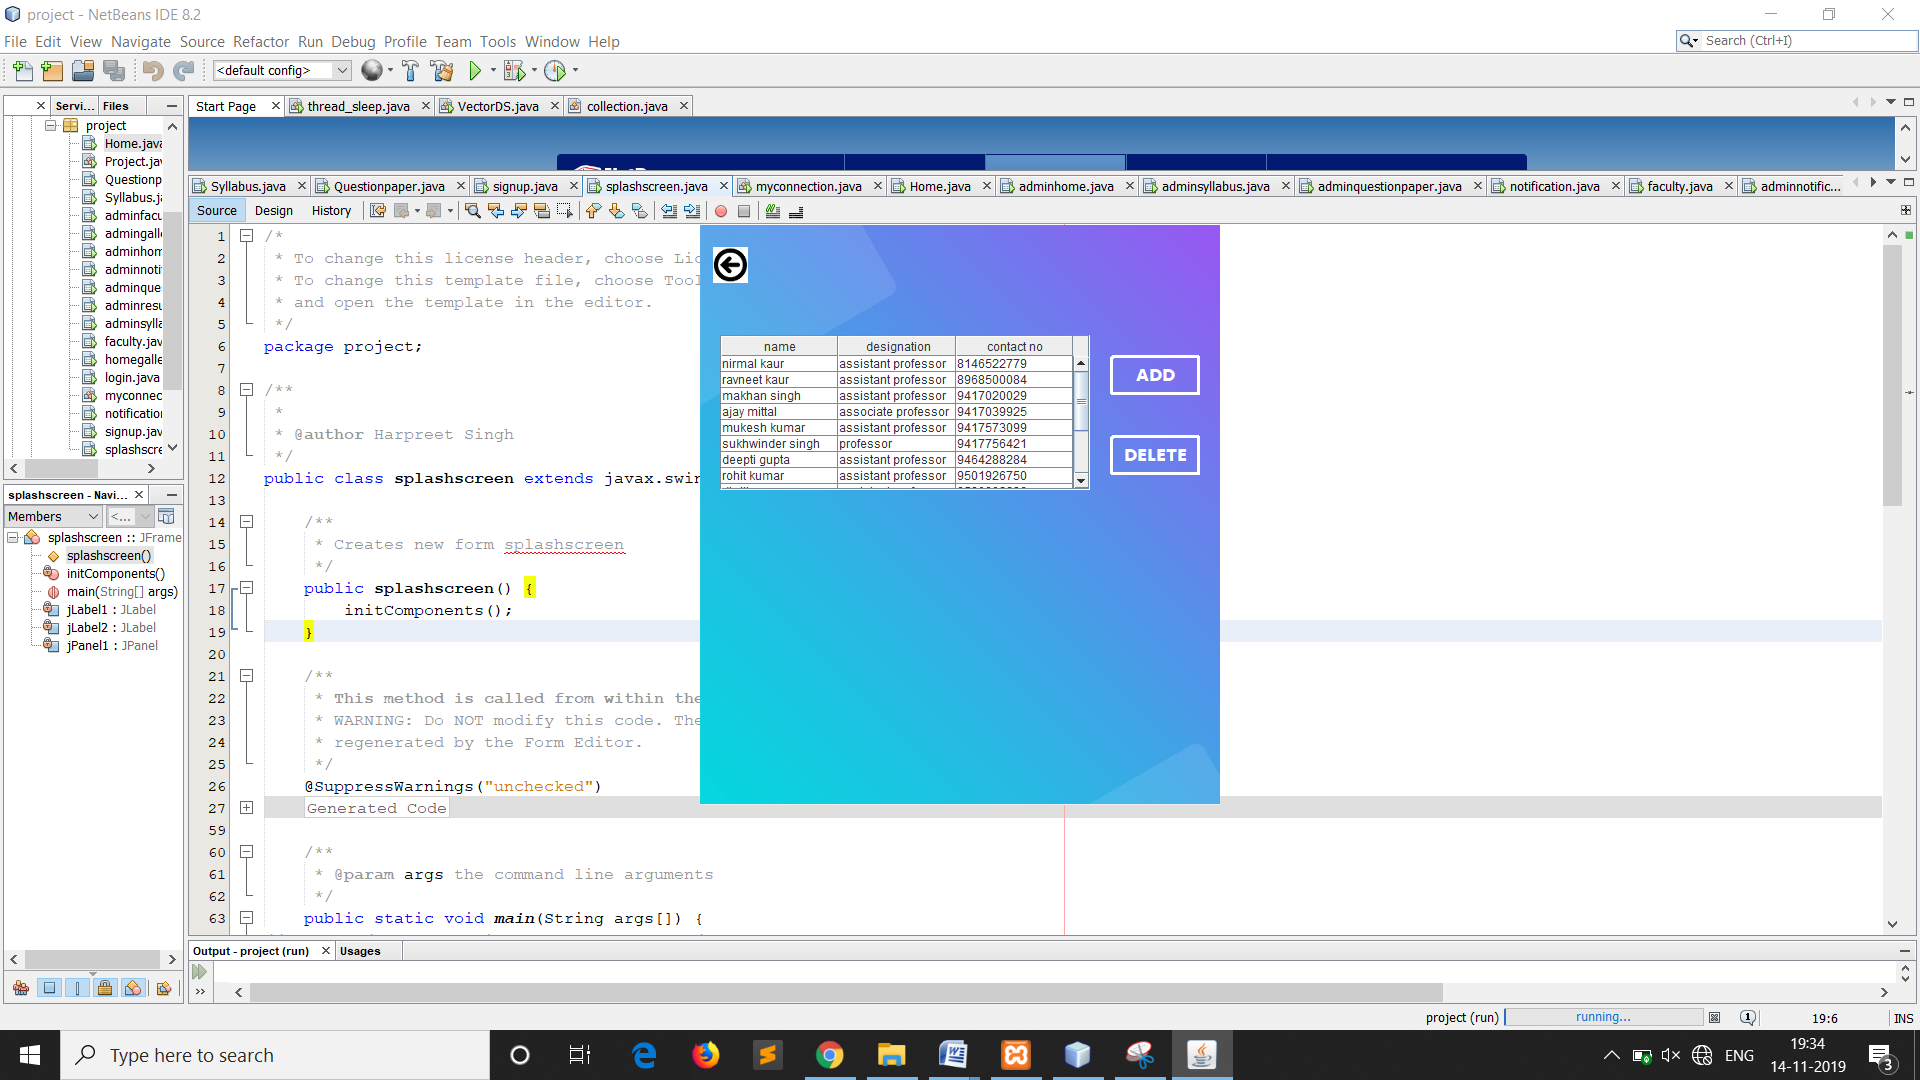 project - NetBeans IDE 8.2
File Edit View Navigate Source Refactor Run Debug Profile Team Tools Window Help
Search (Ctrl+I)
<default config>
Servi... Files
Start Page thread_sleep.java VectorDS.java collection.java
project
Home.java
Project.jav
Questionp
Syllabus.ja
adminfacu
admingalle
adminhom
adminnoti
adminque
adminresu
adminsylla
faculty.jav
homegalle
login.java
myconnec
notification
signup.jav
splashscre
Syllabus.java Questionpaper.java signup.java splashscreen.java myconnection.java Home.java adminhome.java adminsyllabus.java adminquestionpaper.java notification.java faculty.java adminnotific...
Source Design History
1 /*
2 * To change this license header, choose Lic
3 * To change this template file, choose Tool
4 * and open the template in the editor.
5 */
6 package project;
7
8 /**
9 *
10 * @author Harpreet Singh
11 */
12 public class splashscreen extends javax.swin
13
14 /**
15 * Creates new form splashscreen
16 */
17 public splashscreen() {
18 initComponents();
19 }
20
21 /**
22 * This method is called from within the
23 * WARNING: Do NOT modify this code. The
24 * regenerated by the Form Editor.
25 */
26 @SuppressWarnings("unchecked")
27 Generated Code
59
60 /**
61 * @param args the command line arguments
62 */
63 public static void main(String args[]) {
name designation contact no
nirmal kaur assistant professor 8146522779
ravneet kaur assistant professor 8968500084
makhan singh assistant professor 9417020029
ajay mittal associate professor 9417039925
mukesh kumar assistant professor 9417573099
sukhwinder singh professor 9417756421
deepti gupta assistant professor 9464288284
rohit kumar assistant professor 9501926750
ADD
DELETE
splashscreen - Navi...
Members <...
splashscreen :: JFrame
splashscreen()
initComponents()
main(String[] args)
jLabel1 : JLabel
jLabel2 : JLabel
jPanel1 : JPanel
Output - project (run) Usages
project (run) running... 1 19:6 INS
Type here to search
ENG
19:34
14-11-2019
3